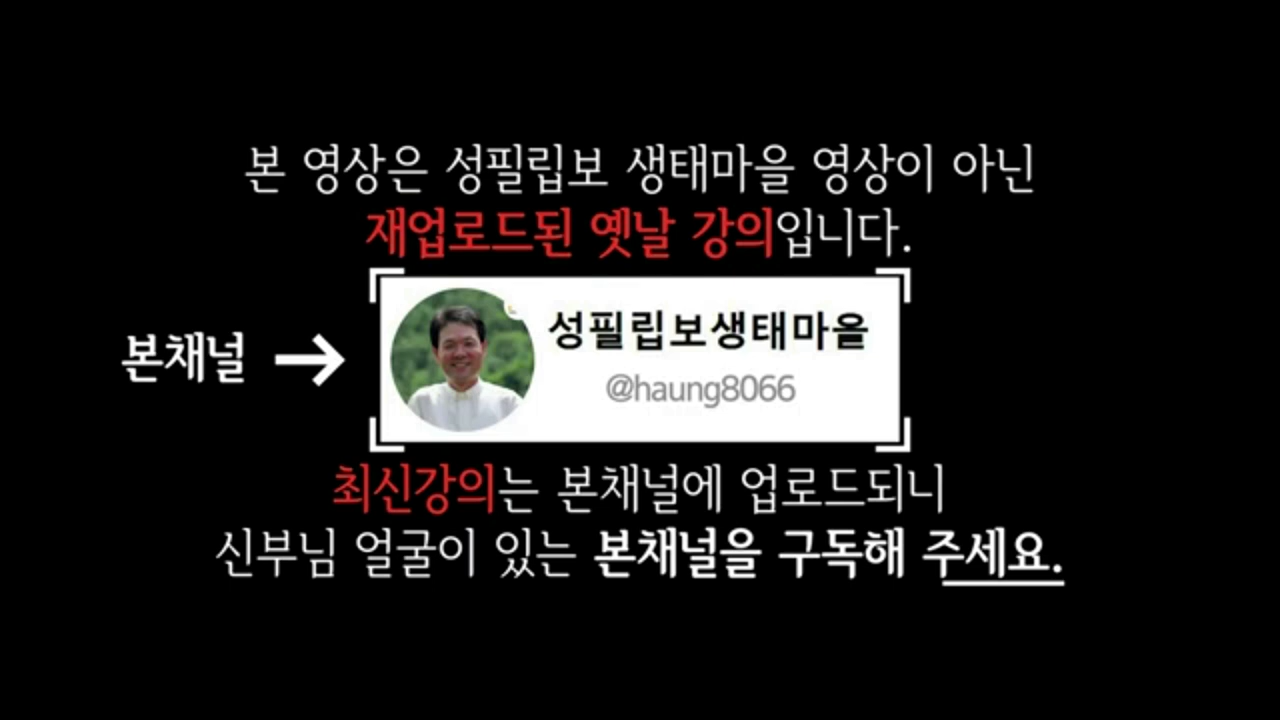 본 영상은 성필립보 생태마을 영상이 아닌
재업로드된 옛날 강의입니다.
본채널 →
성필립보생태마을
@haung8066
최신강의는 본채널에 업로드되니
신부님 얼굴이 있는 본채널을 구독해 주세요.